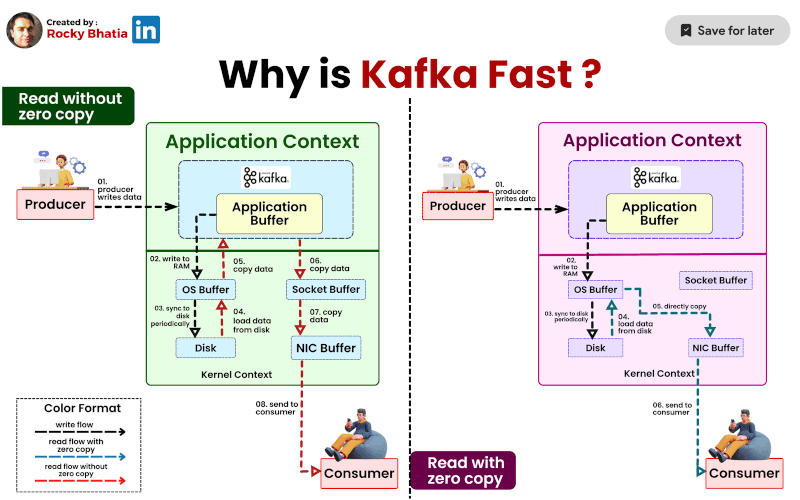 Created by :
Rocky Bhatia
in
Save for later
Why is Kafka Fast ?
Read without
zero copy
Application Context
kafka.
Application
Buffer
Producer
01.
producer
writes data
02. write to
RAM
05.
copy data
06.
copy data
OS Buffer
Socket Buffer
03. sync to
disk
periodically
04.
load data
from disk
07. copy
data
Disk
NIC Buffer
Kernel Context
08. send to
consumer
Consumer
Color Format
write flow
read flow with
zero copy
read flow without
zero copy
Application Context
kafka.
Application
Buffer
Producer
01.
producer
writes data
02.
write to
RAM
OS Buffer
Socket Buffer
03. sync to disk
periodically
04.
load data
from disk
05. directly copy
Disk
NIC Buffer
Kernel Context
06. send to
consumer
Consumer
Read with
zero copy